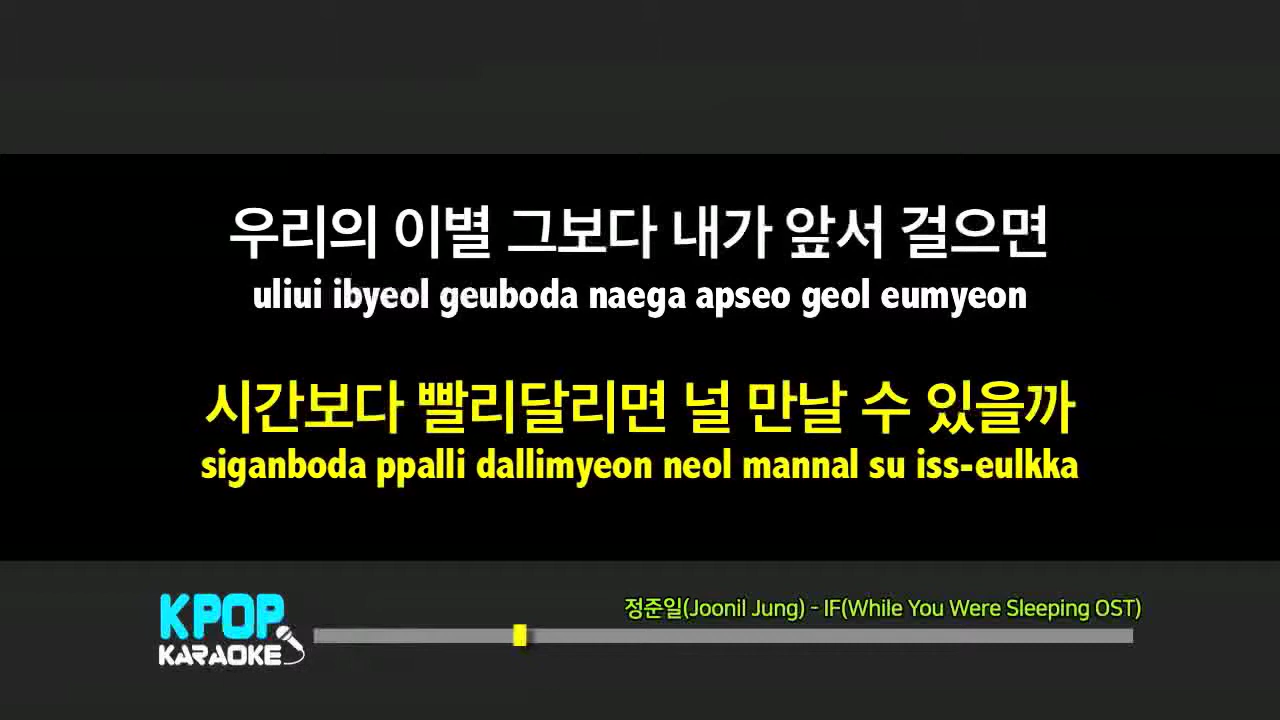 우리의 이별 그보다 내가 앞서 걸으면
uliui ibyeol geuboda naega apseo geol eumyeon
시간보다 빨리달리면 널 만날 수 있을까
siganboda ppalli dallimyeon neol mannal su iss-eulkka
정준일(Joonil Jung) - IF(While You Were Sleeping OST)
KPOP
KARAOKE